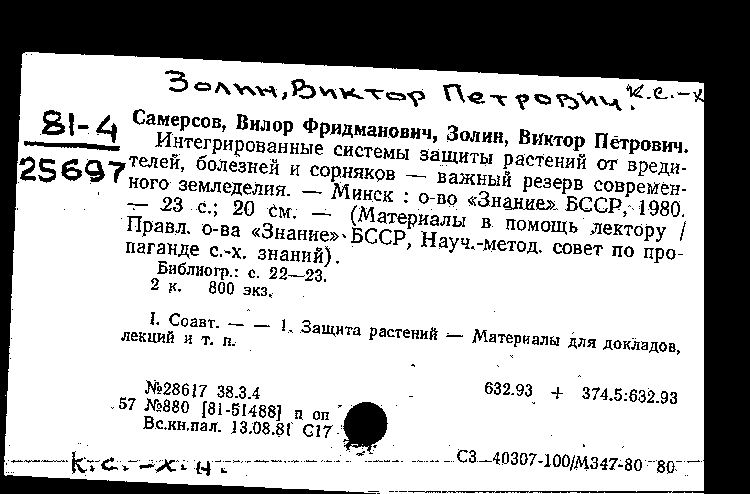 Золин, Виктор Петрович. к.с.-х
81-4
25697
Самерсов, Вилор Фридманович, Золин, Виктор Петрович.
Интегрированные системы защиты растений от вреди-
телей, болезней и сорняков — важный резерв современ-
ного земледелия. — Минск : о-во «Знание» БССР, 1980.
— 23 с.; 20 см. — (Материалы в помощь лектору /
Правл. о-ва «Знание» БССР, Науч.-метод. совет по про-
паганде с.-х. знаний).
Библиогр.: с. 22—23.
2 к. 800 экз.
I. Соавт. — — 1. Защита растений — Материалы для докладов,
лекций и т. п.
№28617 38.3.4
632.93 + 374.5:632.93
57 №880 [81-51488] п оп
Вс.кн.пал. 13.08.81 С17
СЗ—40307-100/М347-80 80
к.с.-х.н.